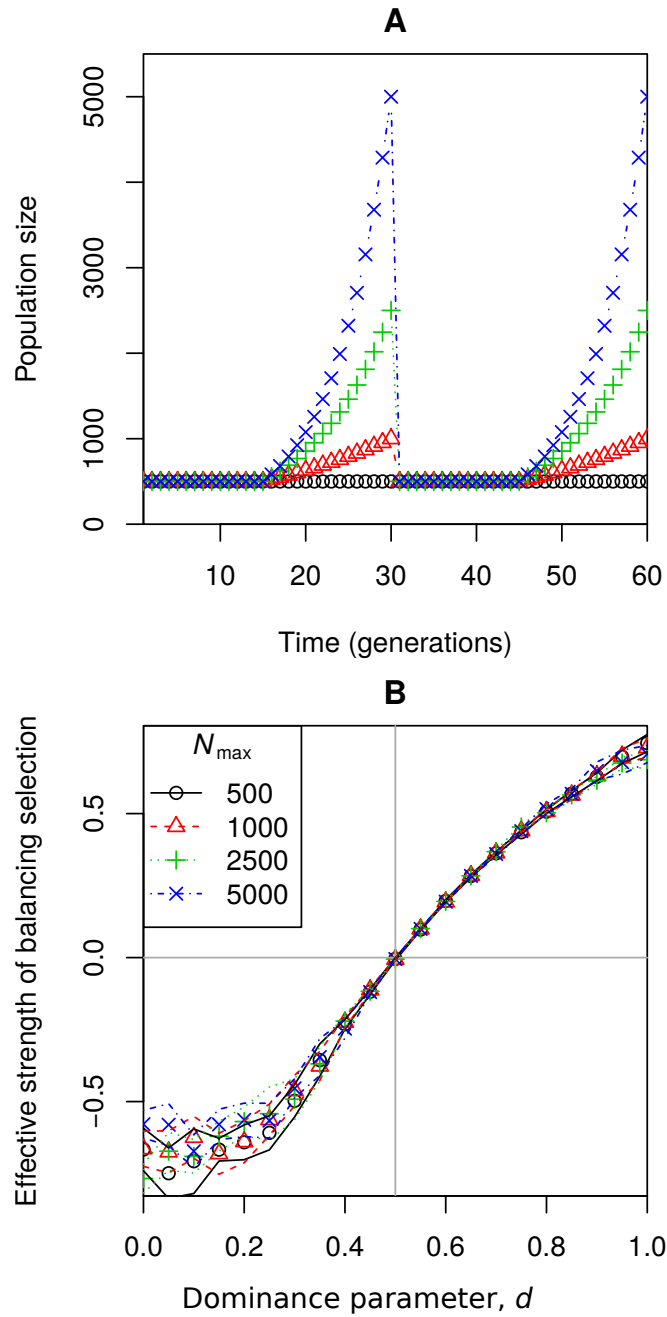 A
Population size
5000
3000
1000
0
10 20 30 40 50 60
Time (generations)
B
Effective strength of balancing selection
0.5
0.0
−0.5
Nmax
500
1000
2500
5000
0.0 0.2 0.4 0.6 0.8 1.0
Dominance parameter, d